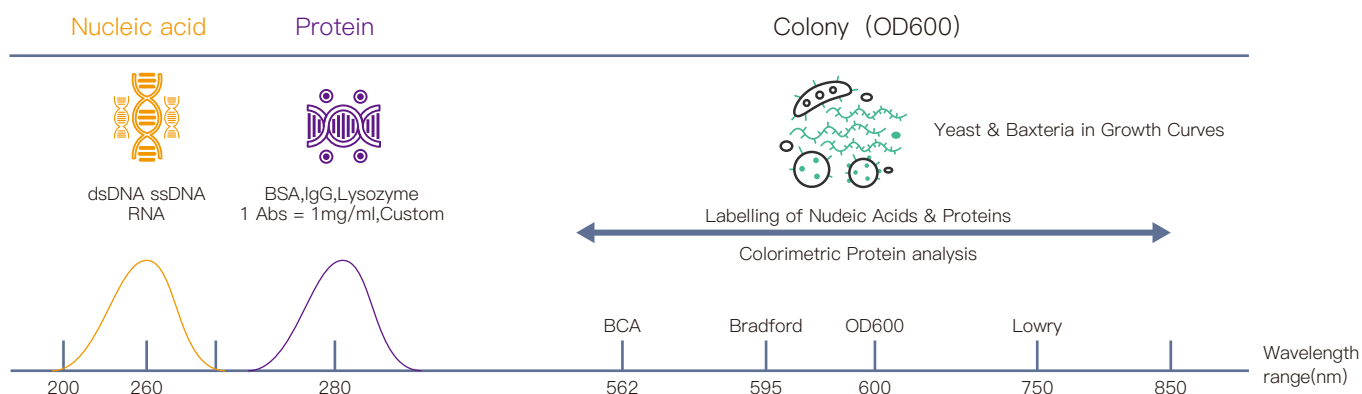 Nucleic acid
Protein
Colony (OD600)
dsDNA ssDNA
RNA
BSA,IgG,Lysozyme
1 Abs = 1mg/ml,Custom
Yeast & Baxteria in Growth Curves
Labelling of Nudeic Acids & Proteins
Colorimetric Protein analysis
BCA
Bradford
OD600
Lowry
200
260
280
562
595
600
750
850
Wavelength
range(nm)